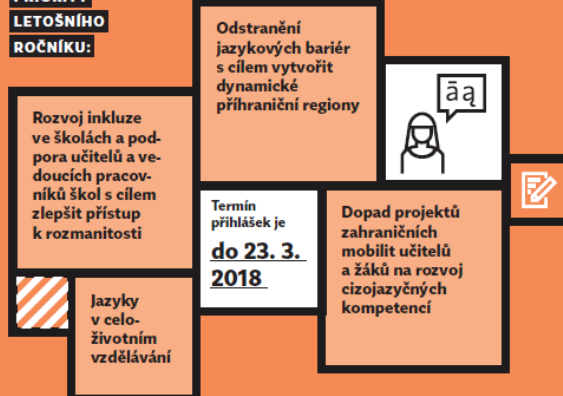 PRIORITY
LETOŠNÍHO
ROČNÍKU:
Odstranění
jazykových bariér
s cílem vytvořit
dynamické
příhraniční regiony
āą
Rozvoj inkluze
ve školách a pod-
pora učitelů a ve-
doucích pracov-
níků škol s cílem
zlepšit přístup
k rozmanitosti
Termín
přihlášek je
do 23. 3.
2018
Dopad projektů
zahraničních
mobilit učitelů
a žáků na rozvoj
cizojazyčných
kompetencí
Jazyky
v celo-
životním
vzdělávání